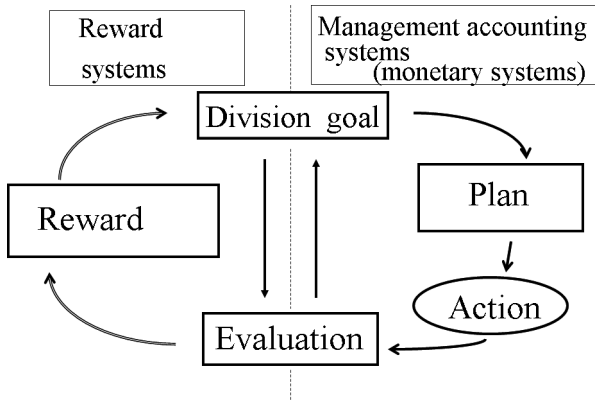 Reward
systems
Management accounting
systems
(monetary systems)
Division goal
Plan
Reward
Action
Evaluation